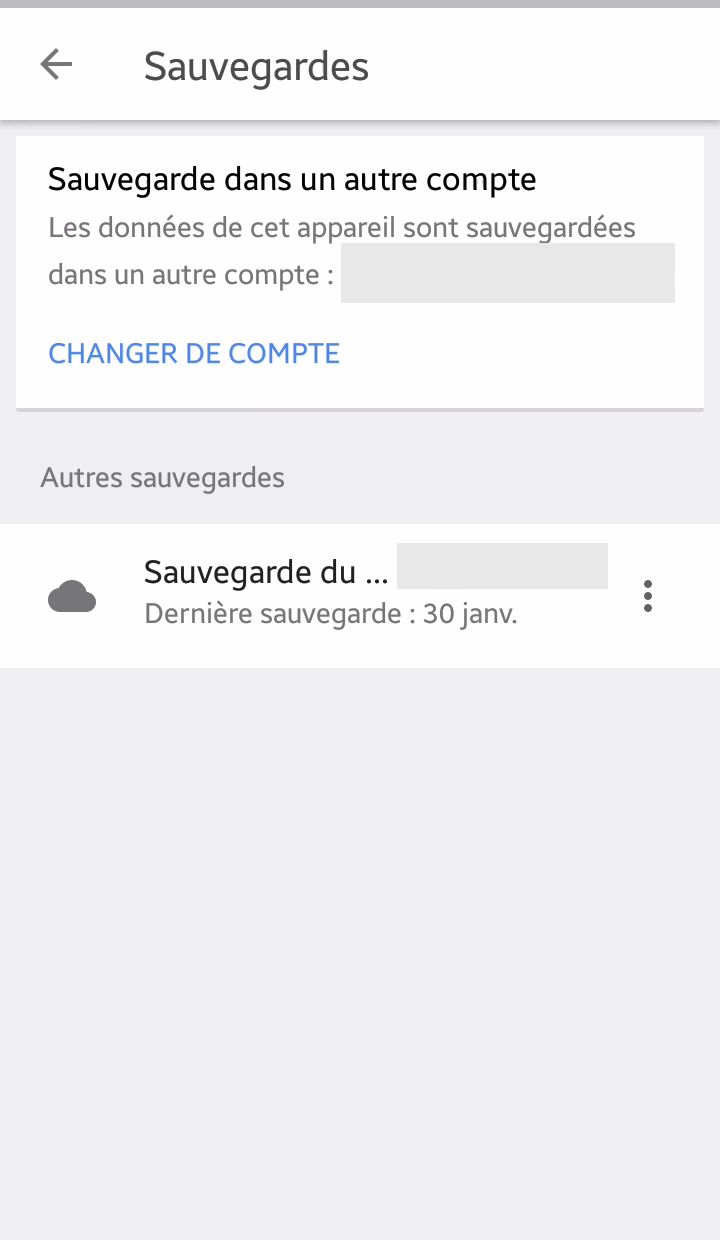 Sauvegardes
Sauvegarde dans un autre compte
Les données de cet appareil sont sauvegardées
dans un autre compte :
CHANGER DE COMPTE
Autres sauvegardes
Sauvegarde du ...
Dernière sauvegarde : 30 janv.